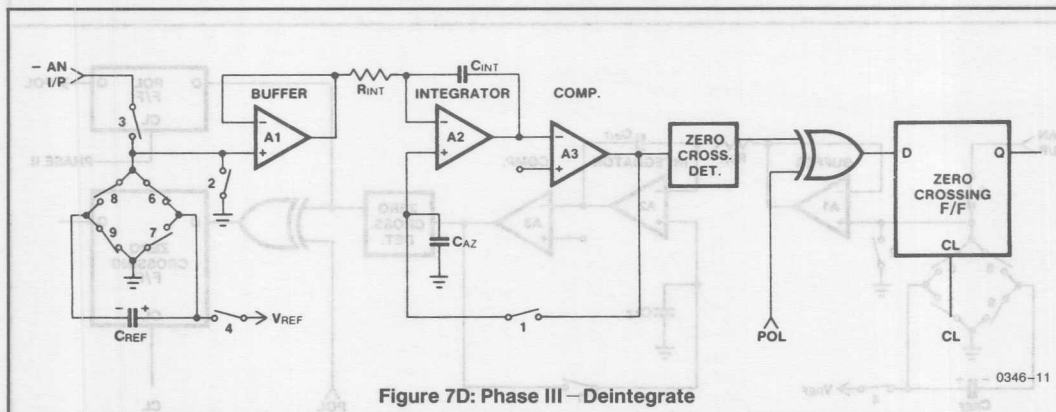 – AN
I/P
3
8
6
9
7
2
– +
CREF
4
VREF
BUFFER
A1
–
+
RINT
CINT
INTEGRATOR
A2
–
+
CAZ
1
COMP.
A3
–
+
ZERO
CROSS.
DET.
POL
D
Q
ZERO
CROSSING
F/F
CL
CL
0346–11
Figure 7D: Phase III—Deintegrate